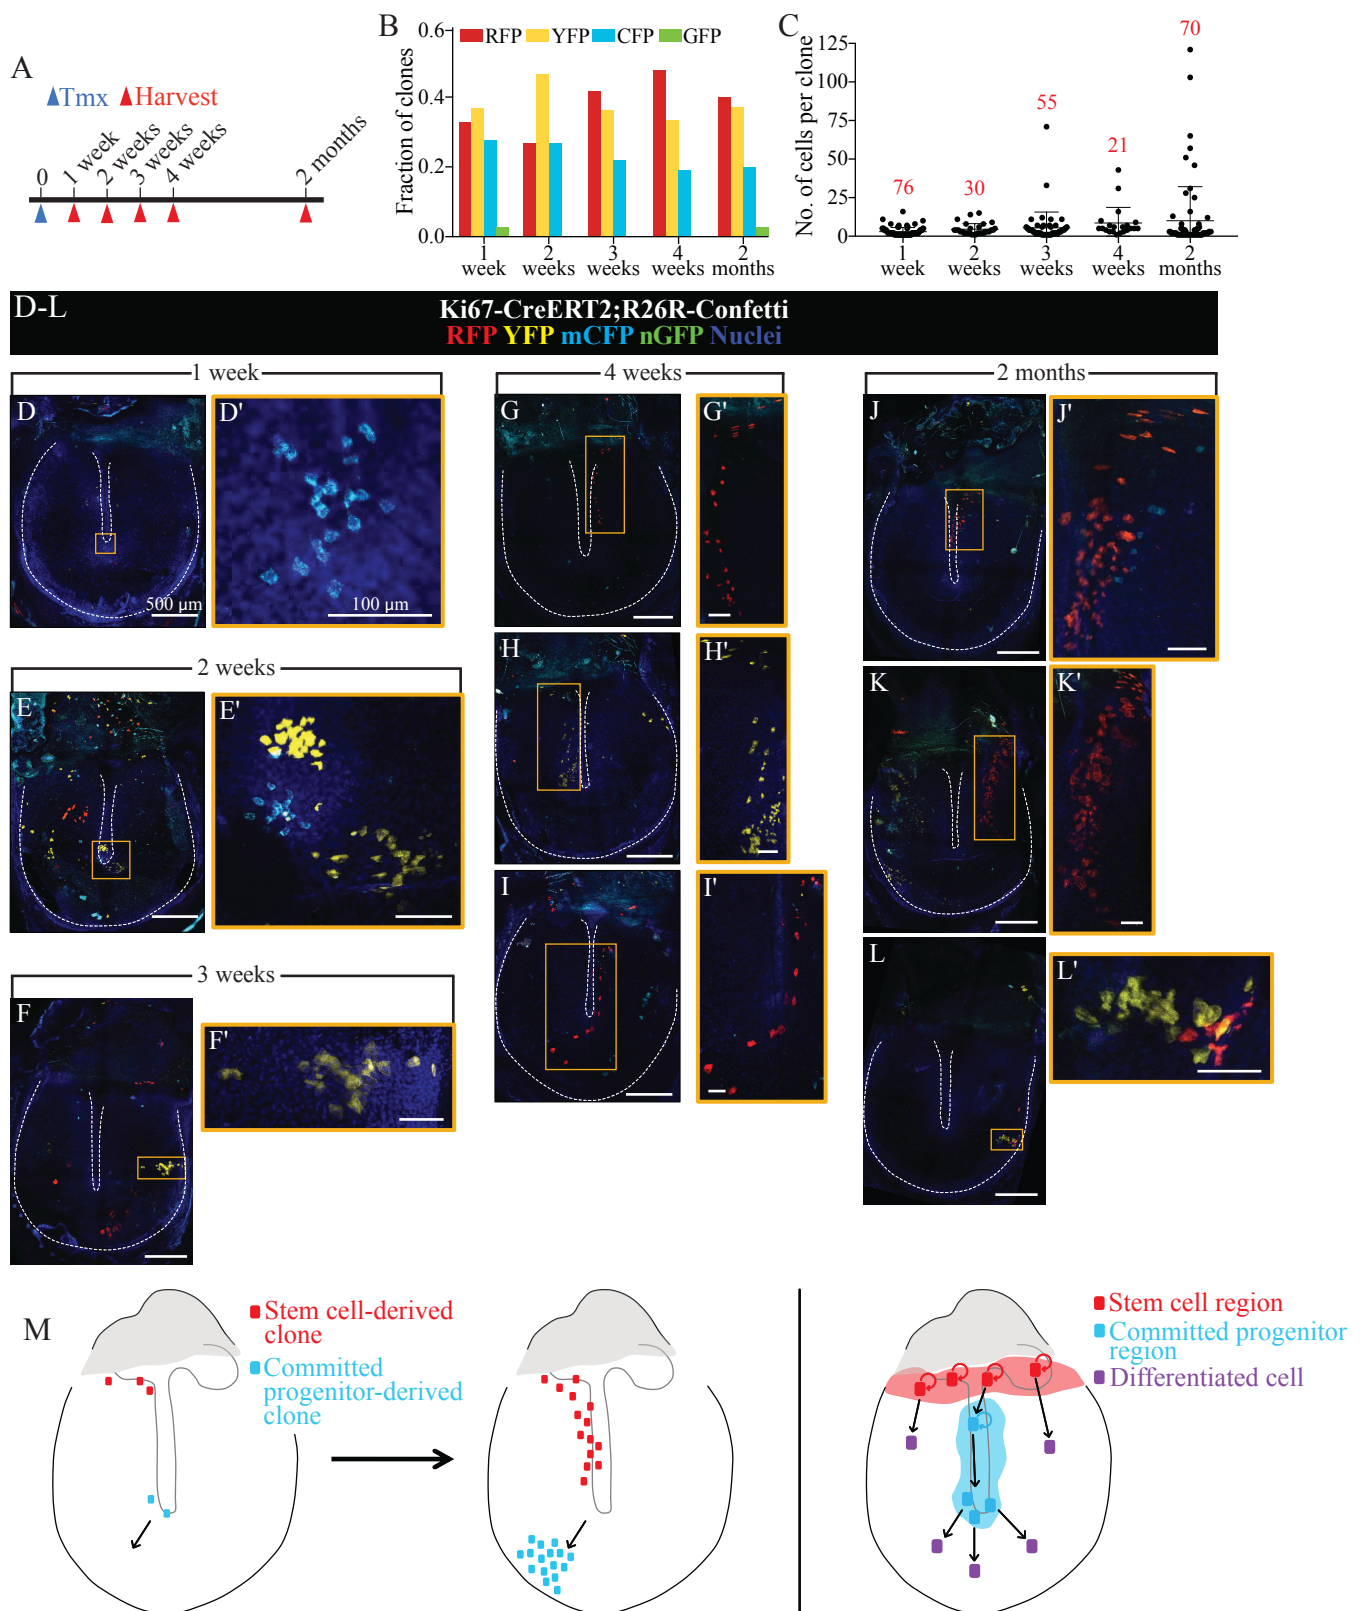 A
Tmx Harvest
0
1 week
2 weeks
3 weeks
4 weeks
2 months
B
RFP YFP CFP GFP
Fraction of clones
0.6
0.4
0.2
0.0
1 week
2 weeks
3 weeks
4 weeks
2 months
C
No. of cells per clone
125
100
75
50
25
0
76
30
55
21
70
1 week
2 weeks
3 weeks
4 weeks
2 months
D-L
Ki67-CreERT2;R26R-Confetti
RFP YFP mCFP nGFP Nuclei
1 week
D
500 µm
D'
100 µm
2 weeks
E
E'
3 weeks
F
F'
4 weeks
G
G'
H
H'
I
I'
2 months
J
J'
K
K'
L
L'
M
Stem cell-derived
clone
Committed
progenitor-derived
clone
Stem cell region
Committed progenitor
region
Differentiated cell